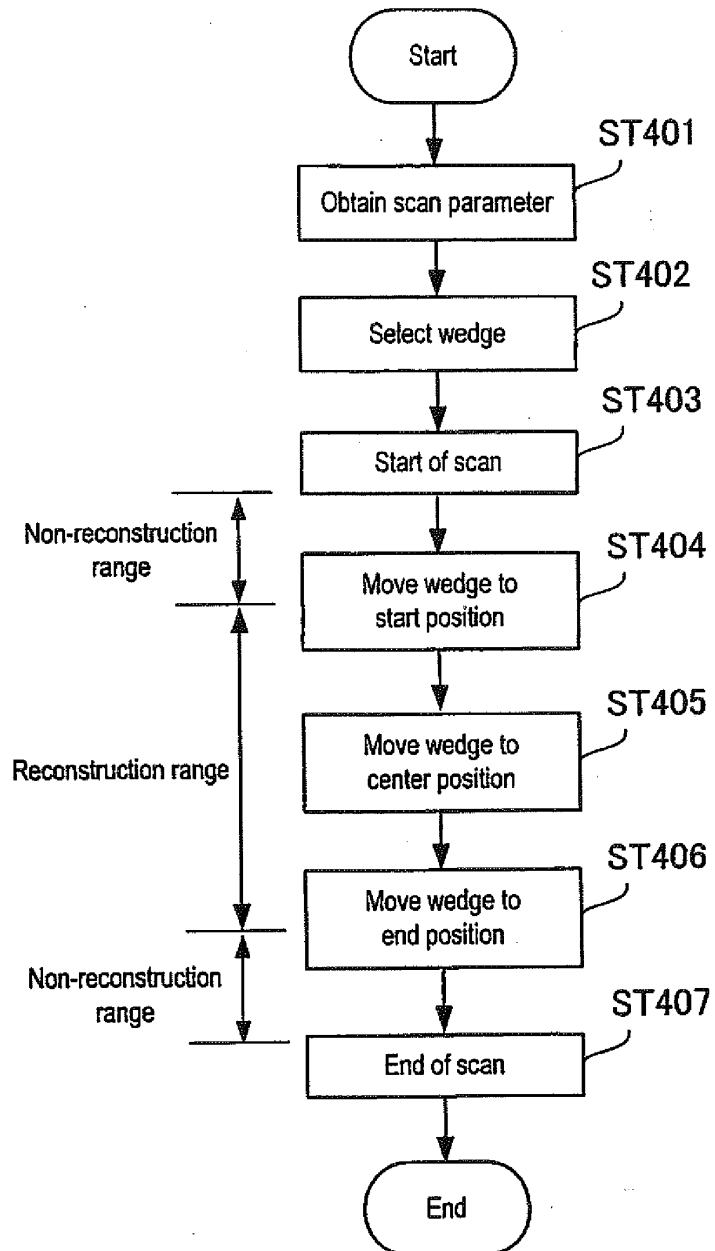 Start
ST401
Obtain scan parameter
ST402
Select wedge
ST403
Start of scan
Non-reconstruction
range
ST404
Move wedge to
start position
ST405
Reconstruction range
Move wedge to
center position
ST406
Move wedge to
end position
Non-reconstruction
range
ST407
End of scan
End